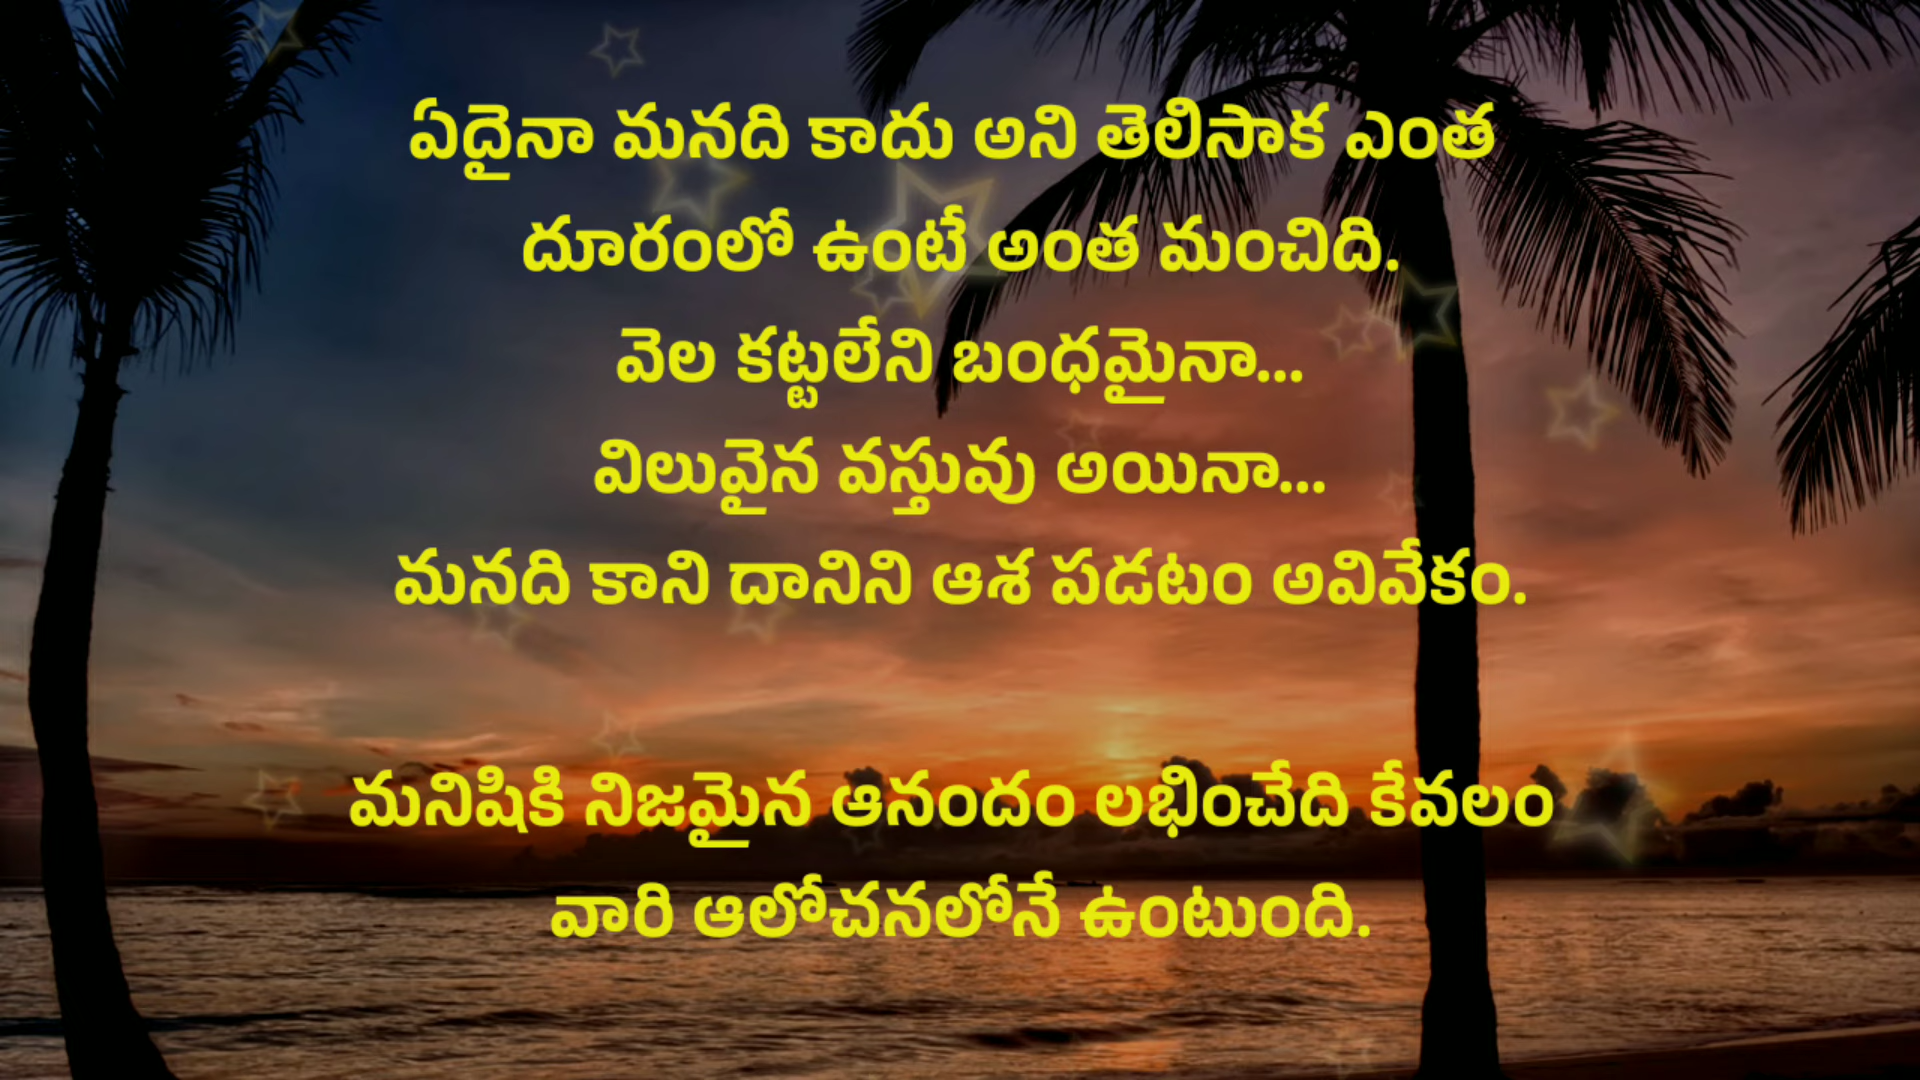 ఏదైనా మనది కాదు అని తెలిసాక ఎంత
దూరంలో ఉంటే అంత మంచిది.
వెల కట్టలేని బంధమైనా...
విలువైన వస్తువు అయినా...
మనది కాని దానిని ఆశ పడటం అవివేకం.
మనిషికి నిజమైన ఆనందం లభించేది కేవలం
వారి ఆలోచనలోనే ఉంటుంది.